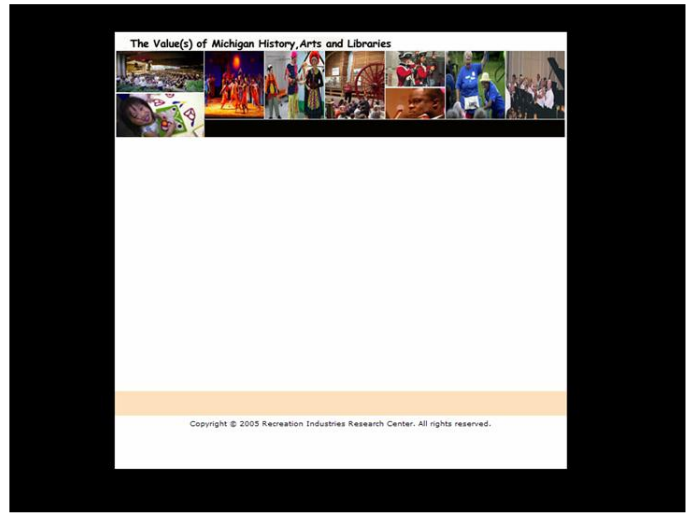 The Value(s) of Michigan History,Arts and Libraries
Copyright © 2005 Recreation Industries Research Center. All rights reserved.